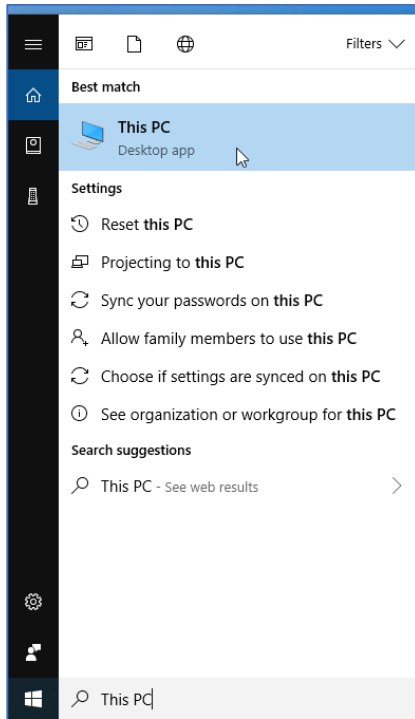 Filters
Best match
This PC
Desktop app
Settings
Reset this PC
Projecting to this PC
Sync your passwords on this PC
Allow family members to use this PC
Choose if settings are synced on this PC
See organization or workgroup for this PC
Search suggestions
This PC - See web results
This PC